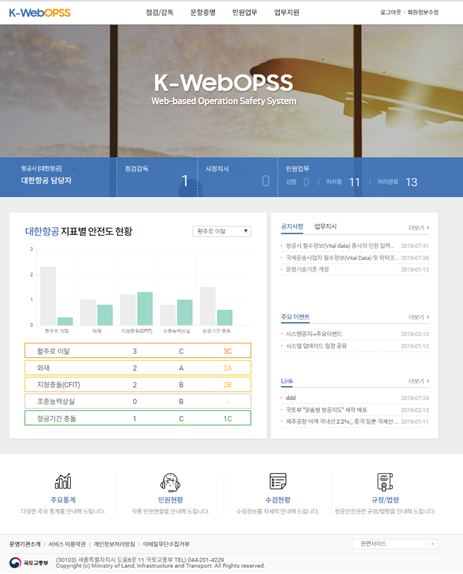 K-WebOPSS
점검/감독 운항증명 민원업무 업무지원
로그아웃 회원정보수정
K-WebOPSS
Web-based Operation Safety System
항공사 [대한항공]
대한항공 담당자
점검감독
1
시정지시
0
민원업무
신청 0 처리중 11 처리완료 13
대한항공 지표별 안전도 현황
활주로 이탈
3
2
1
0
활주로 이탈 화재 지형충돌(CFIT) 조종능력상실 항공기간 충돌
활주로 이탈 3 C 3C
화재 2 A 2A
지형충돌(CFIT) 2 B 2B
조종능력상실 0 B -
항공기간 충돌 1 C 1C
공지사항 업무지시 더보기
항공사 필수정보(Vital data) 종사자 민원 입력... 2018-07-31
국제운송사업자 필수정보(Vital Data) 및 위탁조... 2018-07-26
운항기술기준 개정 2018-01-12
주요 이벤트 더보기
시스템공지->주요이벤트 2018-02-13
시스템 업데이트 일정 공유 2018-01-12
Link 더보기
ddd 2018-07-24
국토부 "맞춤형 항공지도" 제작 배포 2018-02-13
제주공항 여객 국내선 2.2%↓, 중국·일본 국제선 ... 2018-01-11
주요통계
다양한 주요 통계를 안내해 드립니다.
민원현황
각종 민원현황을 안내해 드립니다.
수검현황
수검정보를 자세히 안내해 드립니다.
규정/법령
항공안전관련 규정/법령을 안내해 드립니다.
운영기관소개 | 서비스 이용약관 | 개인정보처리방침 | 이메일무단수집거부
관련사이트
국토교통부
(30103) 세종특별자치시 도움6로 11 국토교통부 TEL) 044-201-4229
Copyright (c) Ministry of Land, Infrastructure and Transport. All Rights reserved.